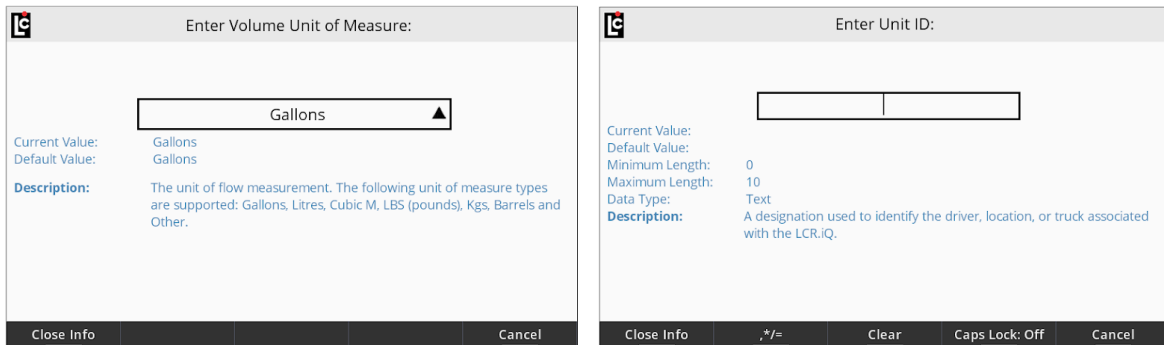 Lc
Enter Volume Unit of Measure:
Gallons
Current Value: Gallons
Default Value: Gallons
Description: The unit of flow measurement. The following unit of measure types
are supported: Gallons, Litres, Cubic M, LBS (pounds), Kgs, Barrels and
Other.
Close Info
Cancel
Lc
Enter Unit ID:
Current Value:
Default Value:
Minimum Length: 0
Maximum Length: 10
Data Type: Text
Description: A designation used to identify the driver, location, or truck associated
with the LCR.iQ.
Close Info
,*/=
Clear
Caps Lock: Off
Cancel